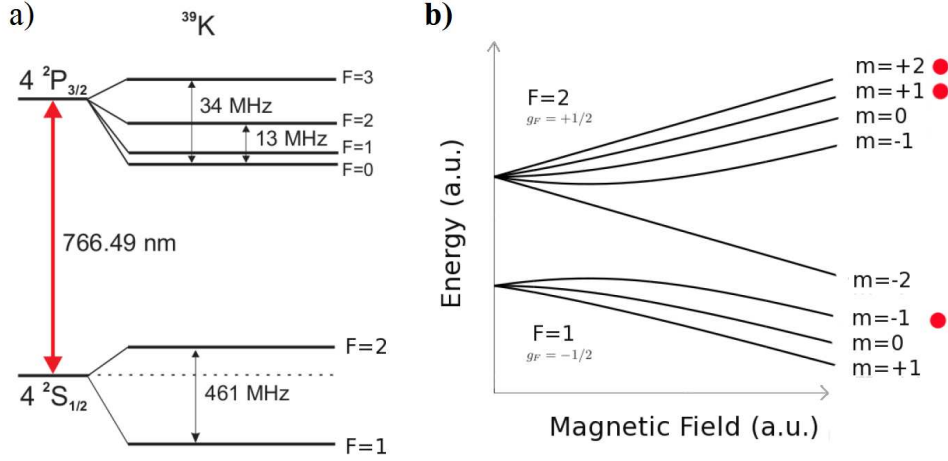 a)
³⁹K
4 ²P₃/₂
F=3
34 MHz
F=2
13 MHz
F=1
F=0
766.49 nm
F=2
4 ²S₁/₂
461 MHz
F=1
b)
Energy (a.u.)
F=2
g_F = +1/2
m=+2
m=+1
m=0
m=-1
m=-2
F=1
g_F = −1/2
m=-1
m=0
m=+1
Magnetic Field (a.u.)